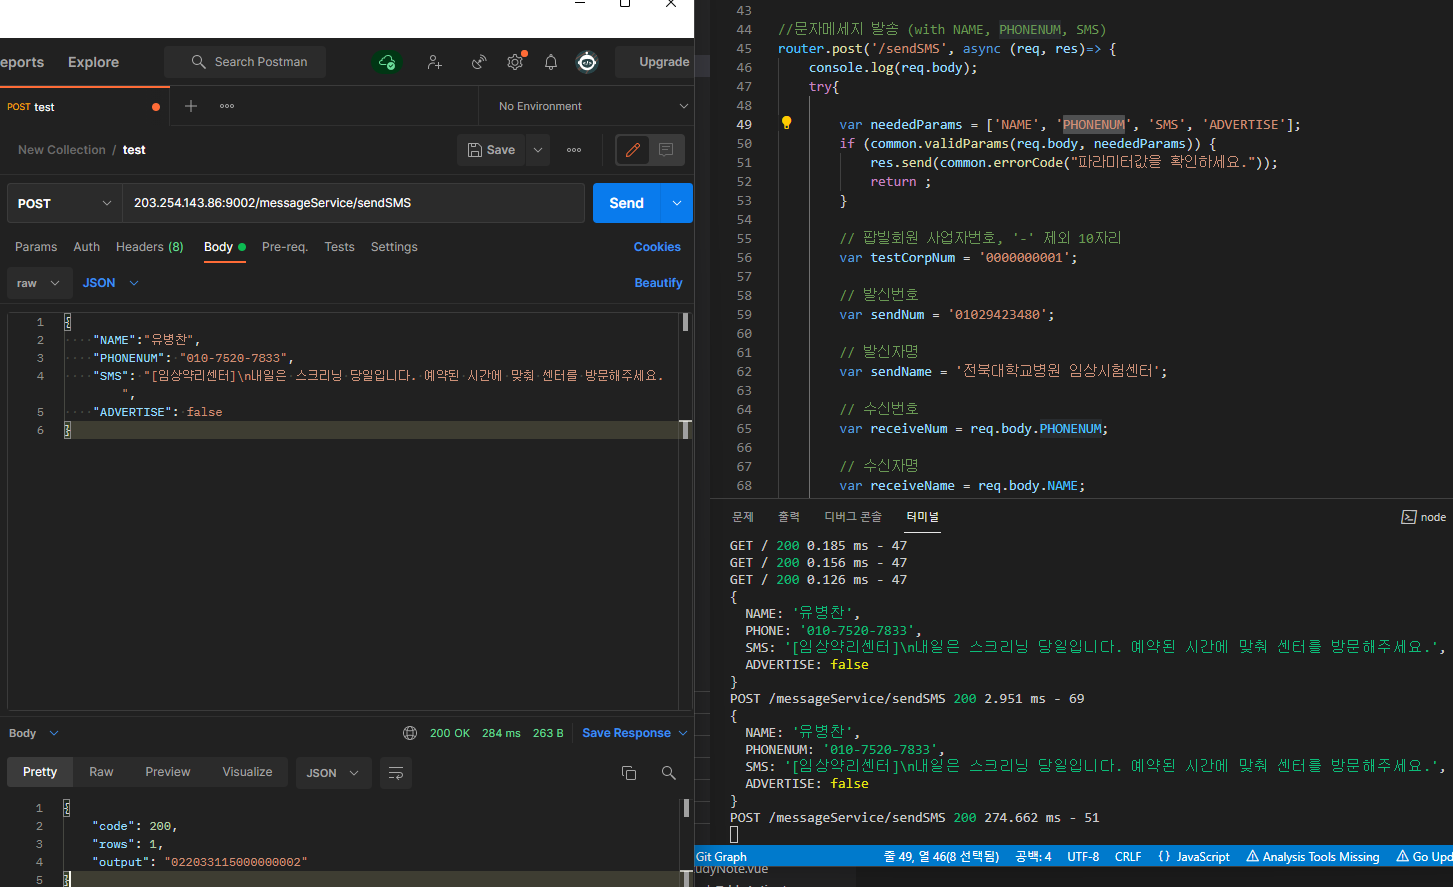 eports Explore Search Postman Upgrade
POST test No Environment
New Collection / test Save
POST 203.254.143.86:9002/messageService/sendSMS Send
Params Auth Headers (8) Body Pre-req. Tests Settings Cookies
raw JSON Beautify
1 {
2 "NAME":"유병찬",
3 "PHONENUM": "010-7520-7833",
4 "SMS": "[임상약리센터]\n내일은 스크리닝 당일입니다. 예약된 시간에 맞춰 센터를 방문해주세요.
",
5 "ADVERTISE": false
6 }
Body 200 OK 284 ms 263 B Save Response
Pretty Raw Preview Visualize JSON
1 {
2 "code": 200,
3 "rows": 1,
4 "output": "022033115000000002"
5 }
43
44 //문자메세지 발송 (with NAME, PHONENUM, SMS)
45 router.post('/sendSMS', async (req, res)=> {
46 console.log(req.body);
47 try{
48
49 var neededParams = ['NAME', 'PHONENUM', 'SMS', 'ADVERTISE'];
50 if (common.validParams(req.body, neededParams)) {
51 res.send(common.errorCode("파라미터값을 확인하세요."));
52 return ;
53 }
54
55 // 팝빌회원 사업자번호, '-' 제외 10자리
56 var testCorpNum = '0000000001';
57
58 // 발신번호
59 var sendNum = '01029423480';
60
61 // 발신자명
62 var sendName = '전북대학교병원 임상시험센터';
63
64 // 수신번호
65 var receiveNum = req.body.PHONENUM;
66
67 // 수신자명
68 var receiveName = req.body.NAME;
문제 출력 디버그 콘솔 터미널 node
GET / 200 0.185 ms - 47
GET / 200 0.156 ms - 47
GET / 200 0.126 ms - 47
{
NAME: '유병찬',
PHONE: '010-7520-7833',
SMS: '[임상약리센터]\n내일은 스크리닝 당일입니다. 예약된 시간에 맞춰 센터를 방문해주세요.',
ADVERTISE: false
}
POST /messageService/sendSMS 200 2.951 ms - 69
{
NAME: '유병찬',
PHONENUM: '010-7520-7833',
SMS: '[임상약리센터]\n내일은 스크리닝 당일입니다. 예약된 시간에 맞춰 센터를 방문해주세요.',
ADVERTISE: false
}
POST /messageService/sendSMS 200 274.662 ms - 51
Git Graph 줄 49, 열 46(8 선택됨) 공백: 4 UTF-8 CRLF {} JavaScript Analysis Tools Missing Go Upd
udyNote.vue